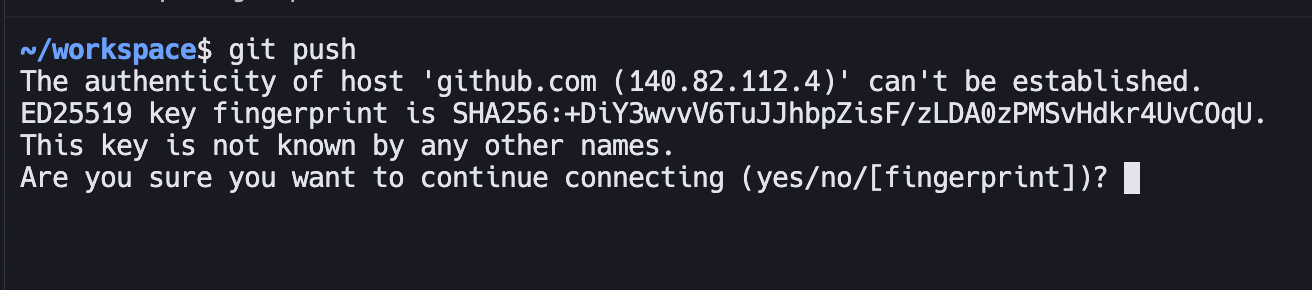 ~/workspace$ git push
The authenticity of host 'github.com (140.82.112.4)' can't be established.
ED25519 key fingerprint is SHA256:+DiY3wvvV6TuJJhbpZisF/zLDA0zPMSvHdkr4UvCOqU.
This key is not known by any other names.
Are you sure you want to continue connecting (yes/no/[fingerprint])?